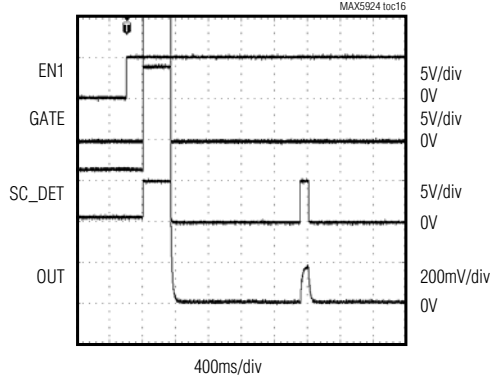 MAX5924 toc16
EN1
5V/div
0V
GATE
5V/div
0V
SC_DET
5V/div
0V
OUT
200mV/div
0V
400ms/div